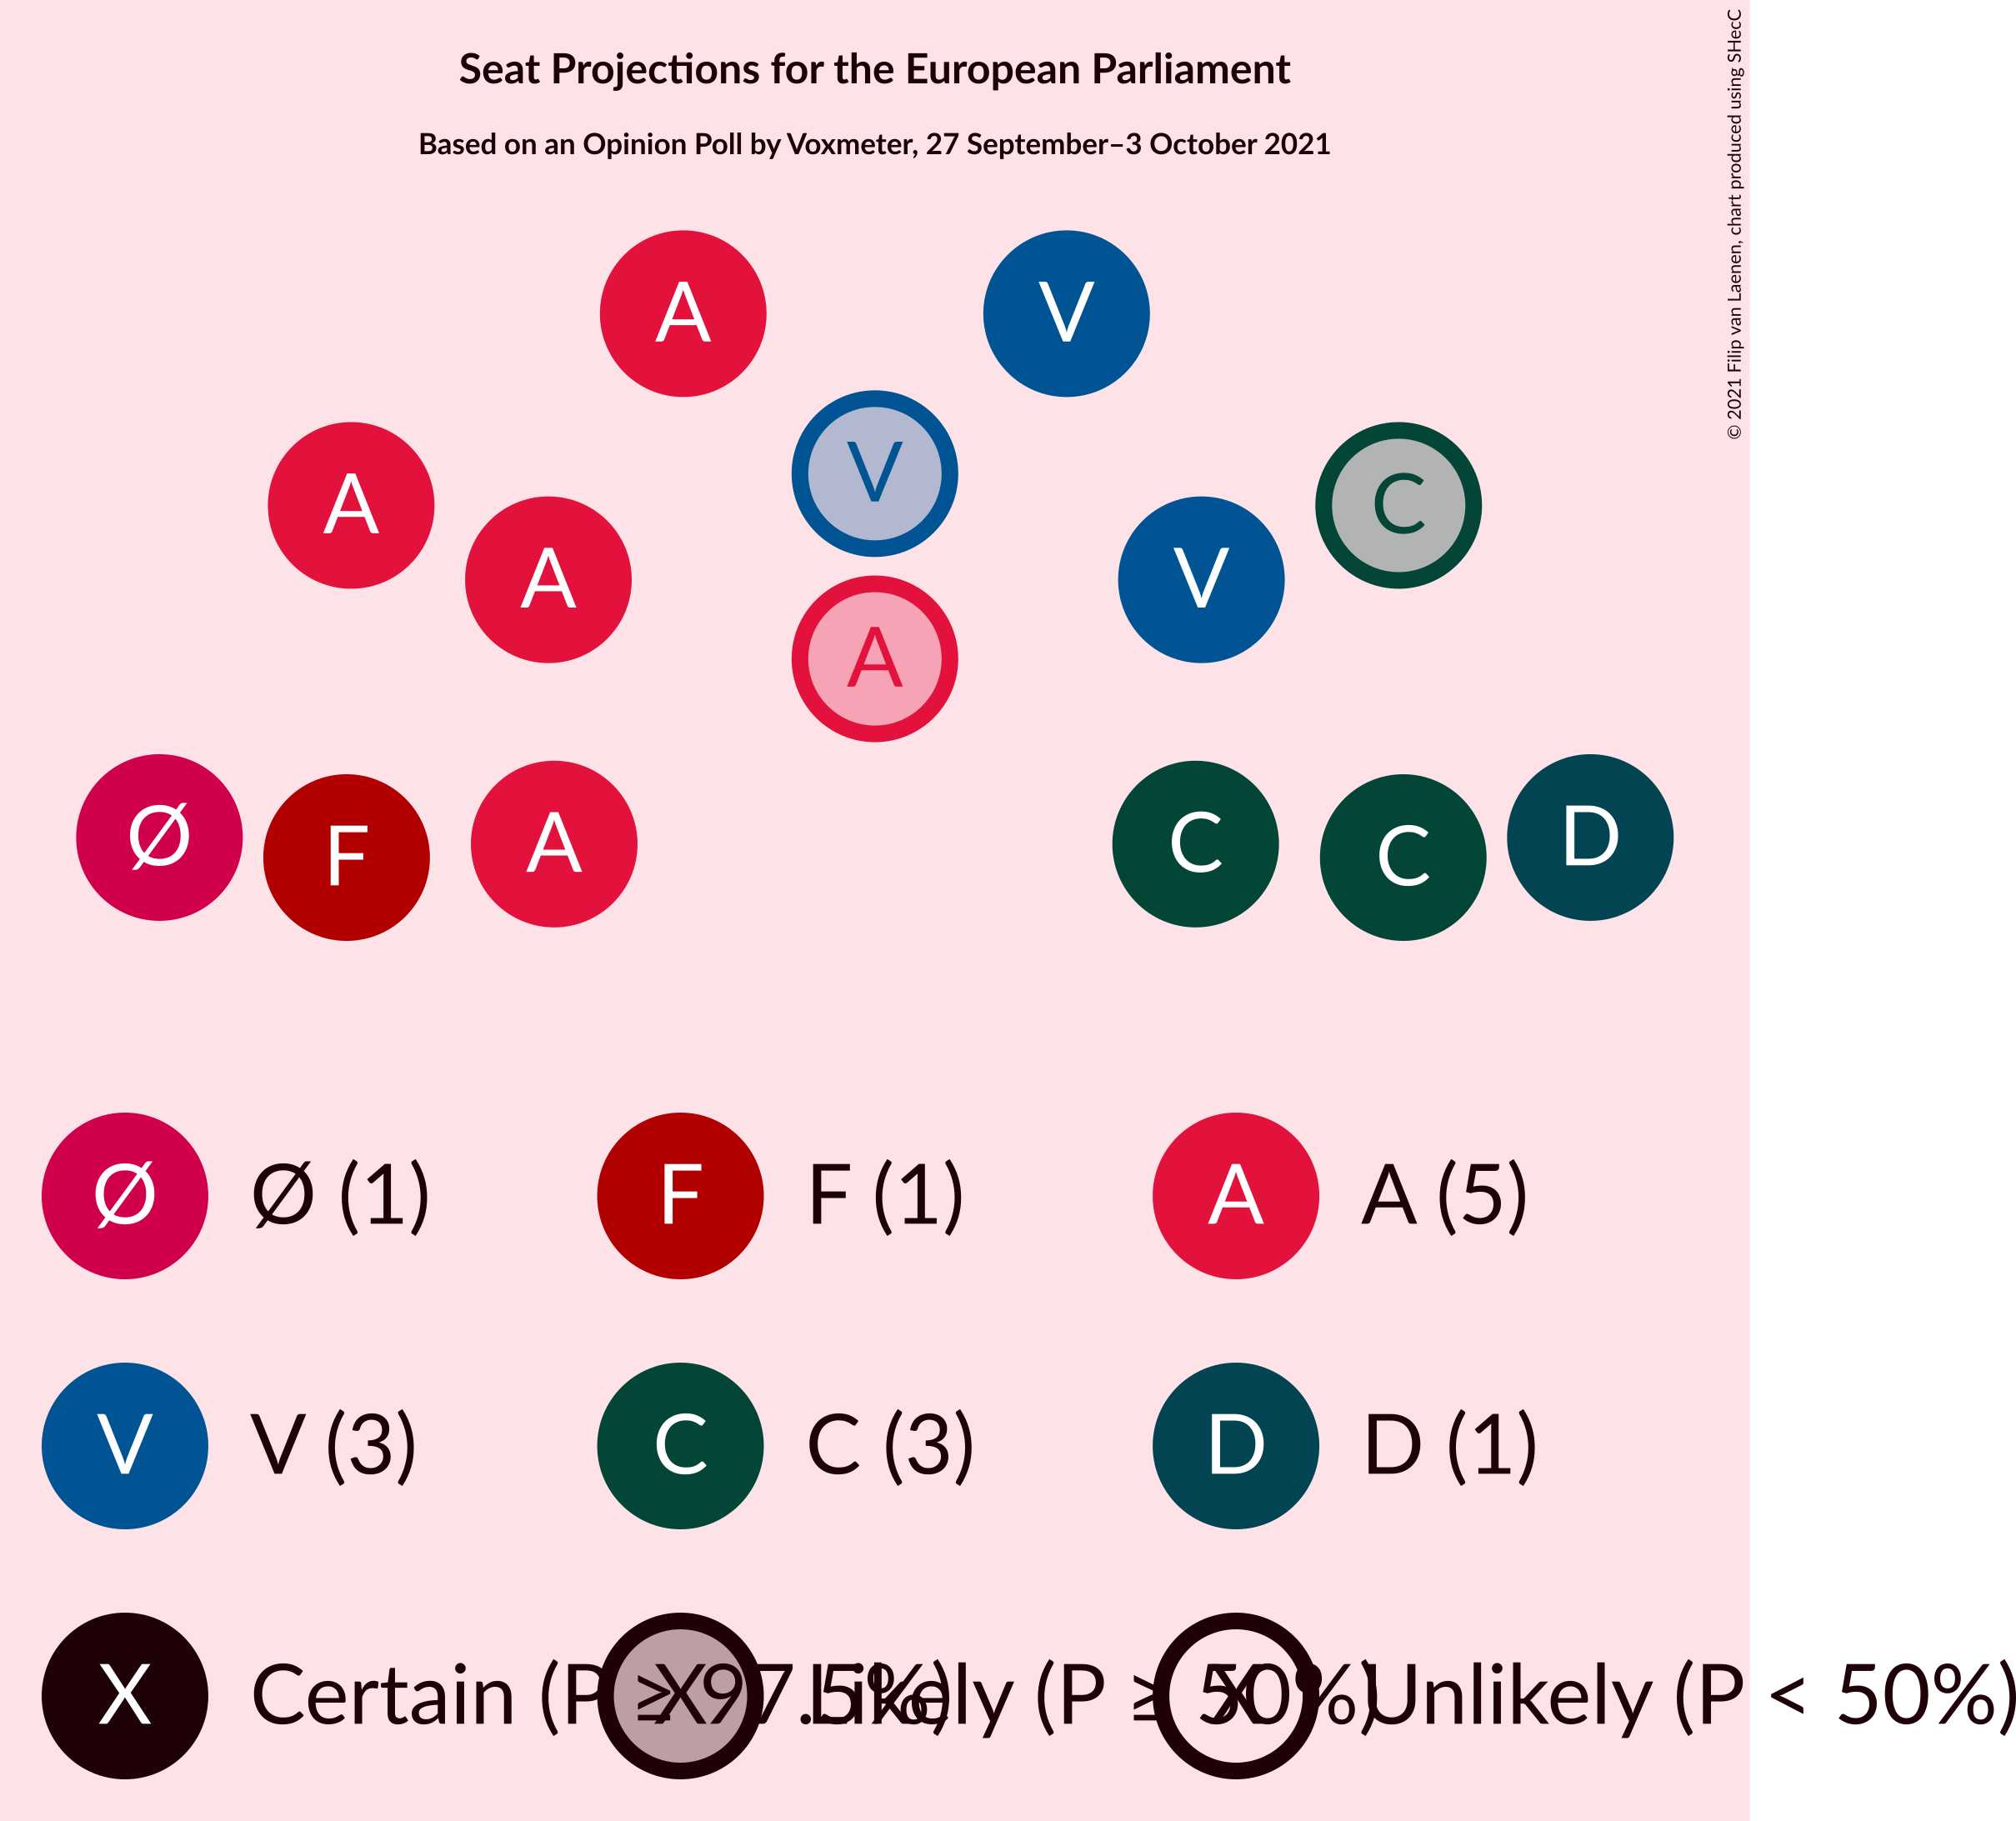 Seat Projections for the European Parliament
Based on an Opinion Poll by Voxmeter, 27 September–3 October 2021
© 2021 Filip van Laenen, chart produced using SHecC
A V
A V C
A V
A
Ø F A C C D
Ø Ø (1) F F (1) A A (5)
V V (3) C C (3) D D (1)
X Certain (P ≥ 97.5%) X Likely (P ≥ 50%) X Unlikely (P < 50%)